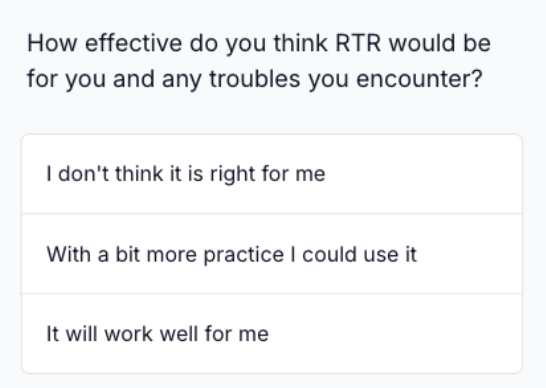 How effective do you think RTR would be
for you and any troubles you encounter?
I don't think it is right for me
With a bit more practice I could use it
It will work well for me